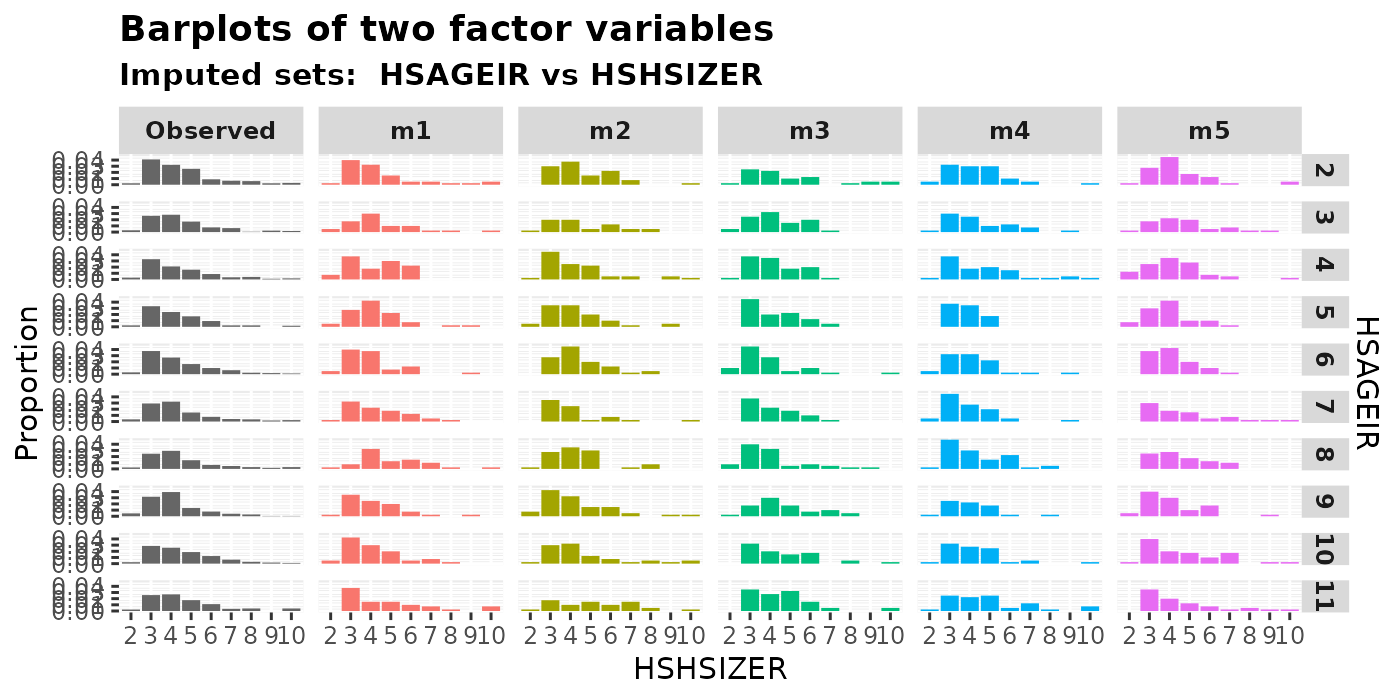 Barplots of two factor variables
Imputed sets:  HSAGEIR vs HSHSIZER
Observed m1 m2 m3 m4 m5
2
3
4
5
6
7
8
9
10
11
Proportion
HSAGEIR
2 3 4 5 6 7 8 9 10 2 3 4 5 6 7 8 9 10 2 3 4 5 6 7 8 9 10 2 3 4 5 6 7 8 9 10 2 3 4 5 6 7 8 9 10 2 3 4 5 6 7 8 9 10
HSHSIZER